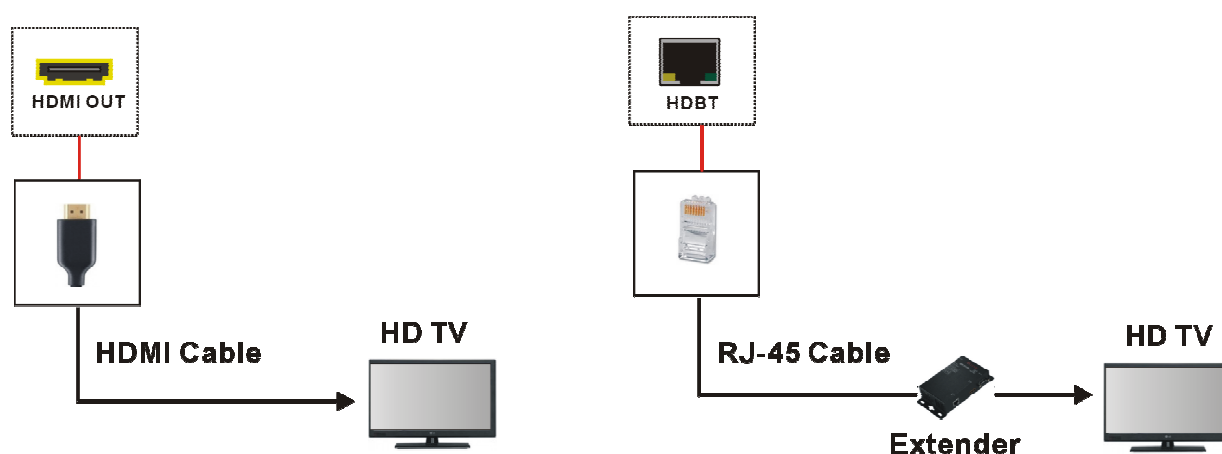 HDMI OUT
HDMI Cable
HD TV
HDBT
RJ-45 Cable
Extender
HD TV